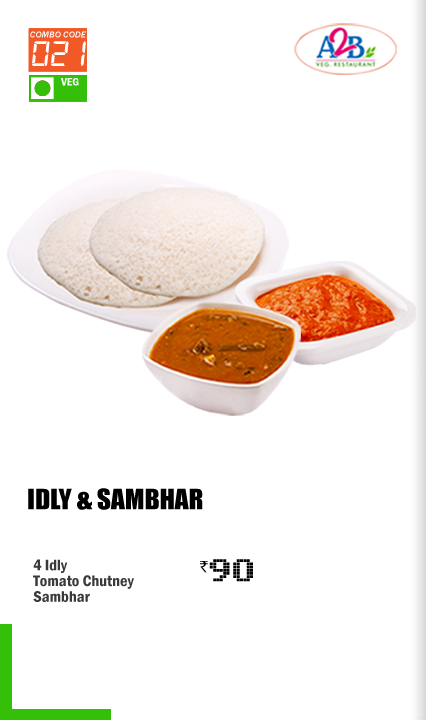 COMBO CODE
021
VEG
A2B
VEG. RESTAURANT
IDLY & SAMBHAR
4 Idly
Tomato Chutney
Sambhar
₹90